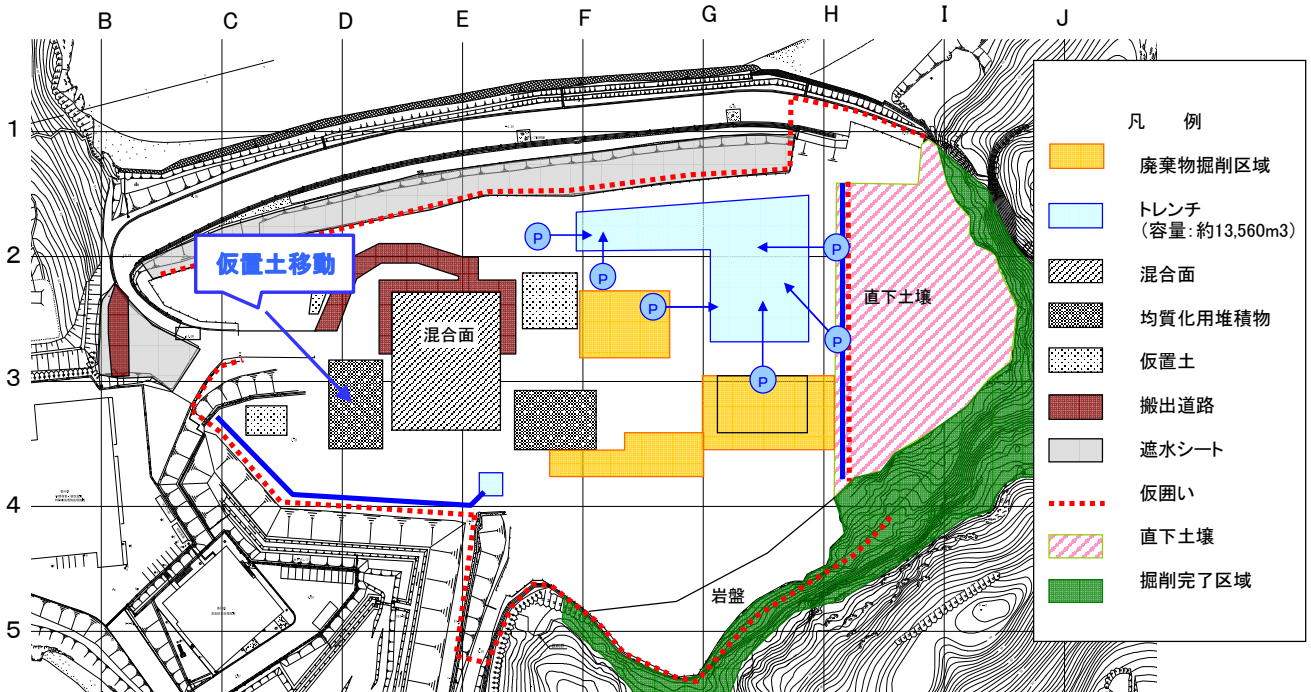 B C D E F G H I J
1
2
3
4
5
仮置土移動
混合面
直下土壌
岩盤
P
P
P
P
P
P
P
凡 例
廃棄物掘削区域
トレンチ
(容量:約13,560m3)
混合面
均質化用堆積物
仮置土
搬出道路
遮水シート
仮囲い
直下土壌
掘削完了区域